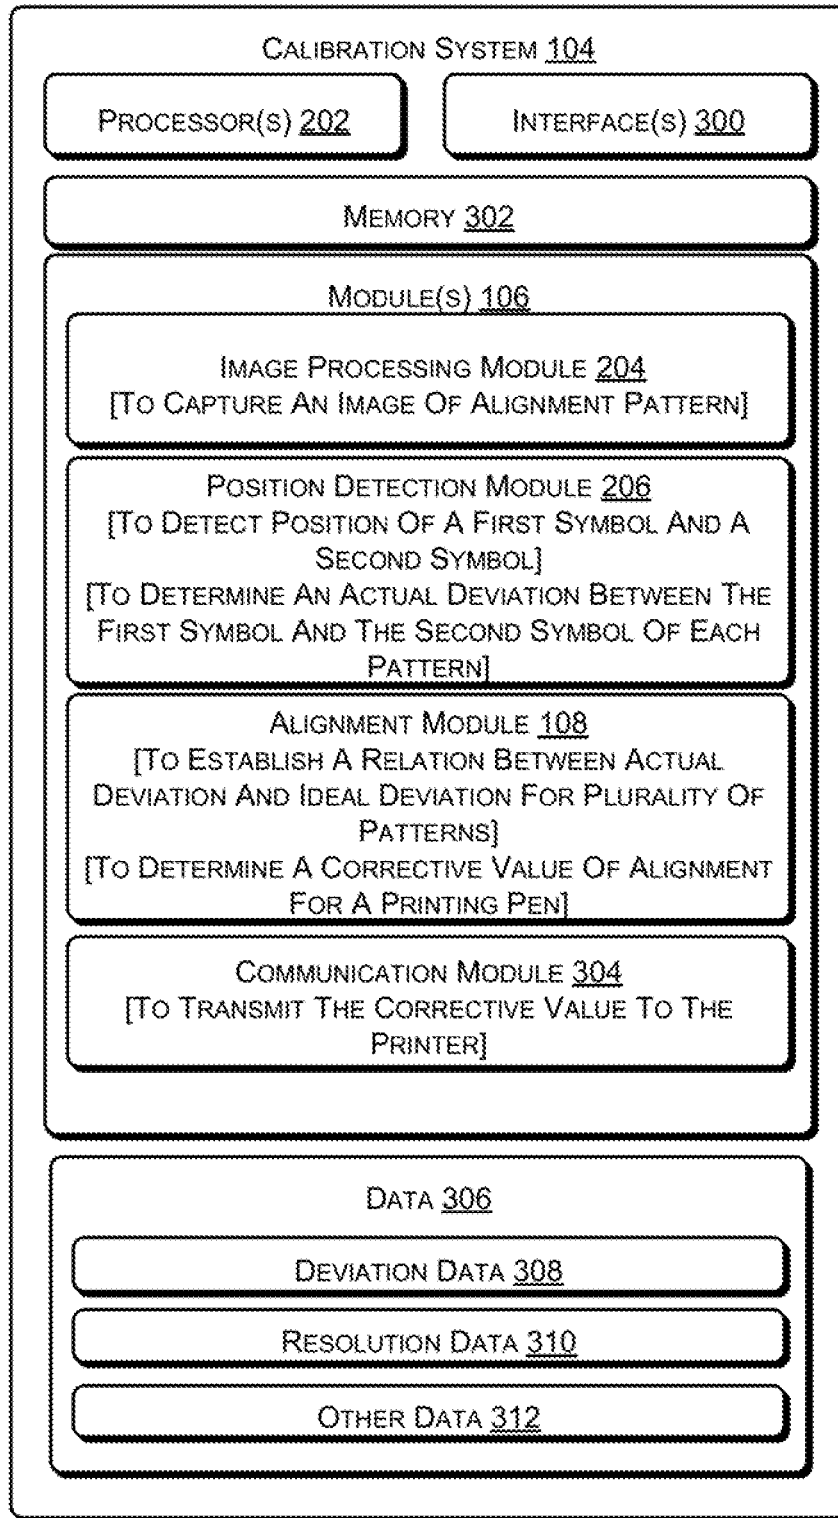 CALIBRATION SYSTEM 104
PROCESSOR(S) 202
INTERFACE(S) 300
MEMORY 302
MODULE(S) 106
IMAGE PROCESSING MODULE 204
[TO CAPTURE AN IMAGE OF ALIGNMENT PATTERN]
POSITION DETECTION MODULE 206
[TO DETECT POSITION OF A FIRST SYMBOL AND A
SECOND SYMBOL]
[TO DETERMINE AN ACTUAL DEVIATION BETWEEN THE
FIRST SYMBOL AND THE SECOND SYMBOL OF EACH
PATTERN]
ALIGNMENT MODULE 108
[TO ESTABLISH A RELATION BETWEEN ACTUAL
DEVIATION AND IDEAL DEVIATION FOR PLURALITY OF
PATTERNS]
[TO DETERMINE A CORRECTIVE VALUE OF ALIGNMENT
FOR A PRINTING PEN]
COMMUNICATION MODULE 304
[TO TRANSMIT THE CORRECTIVE VALUE TO THE
PRINTER]
DATA 306
DEVIATION DATA 308
RESOLUTION DATA 310
OTHER DATA 312